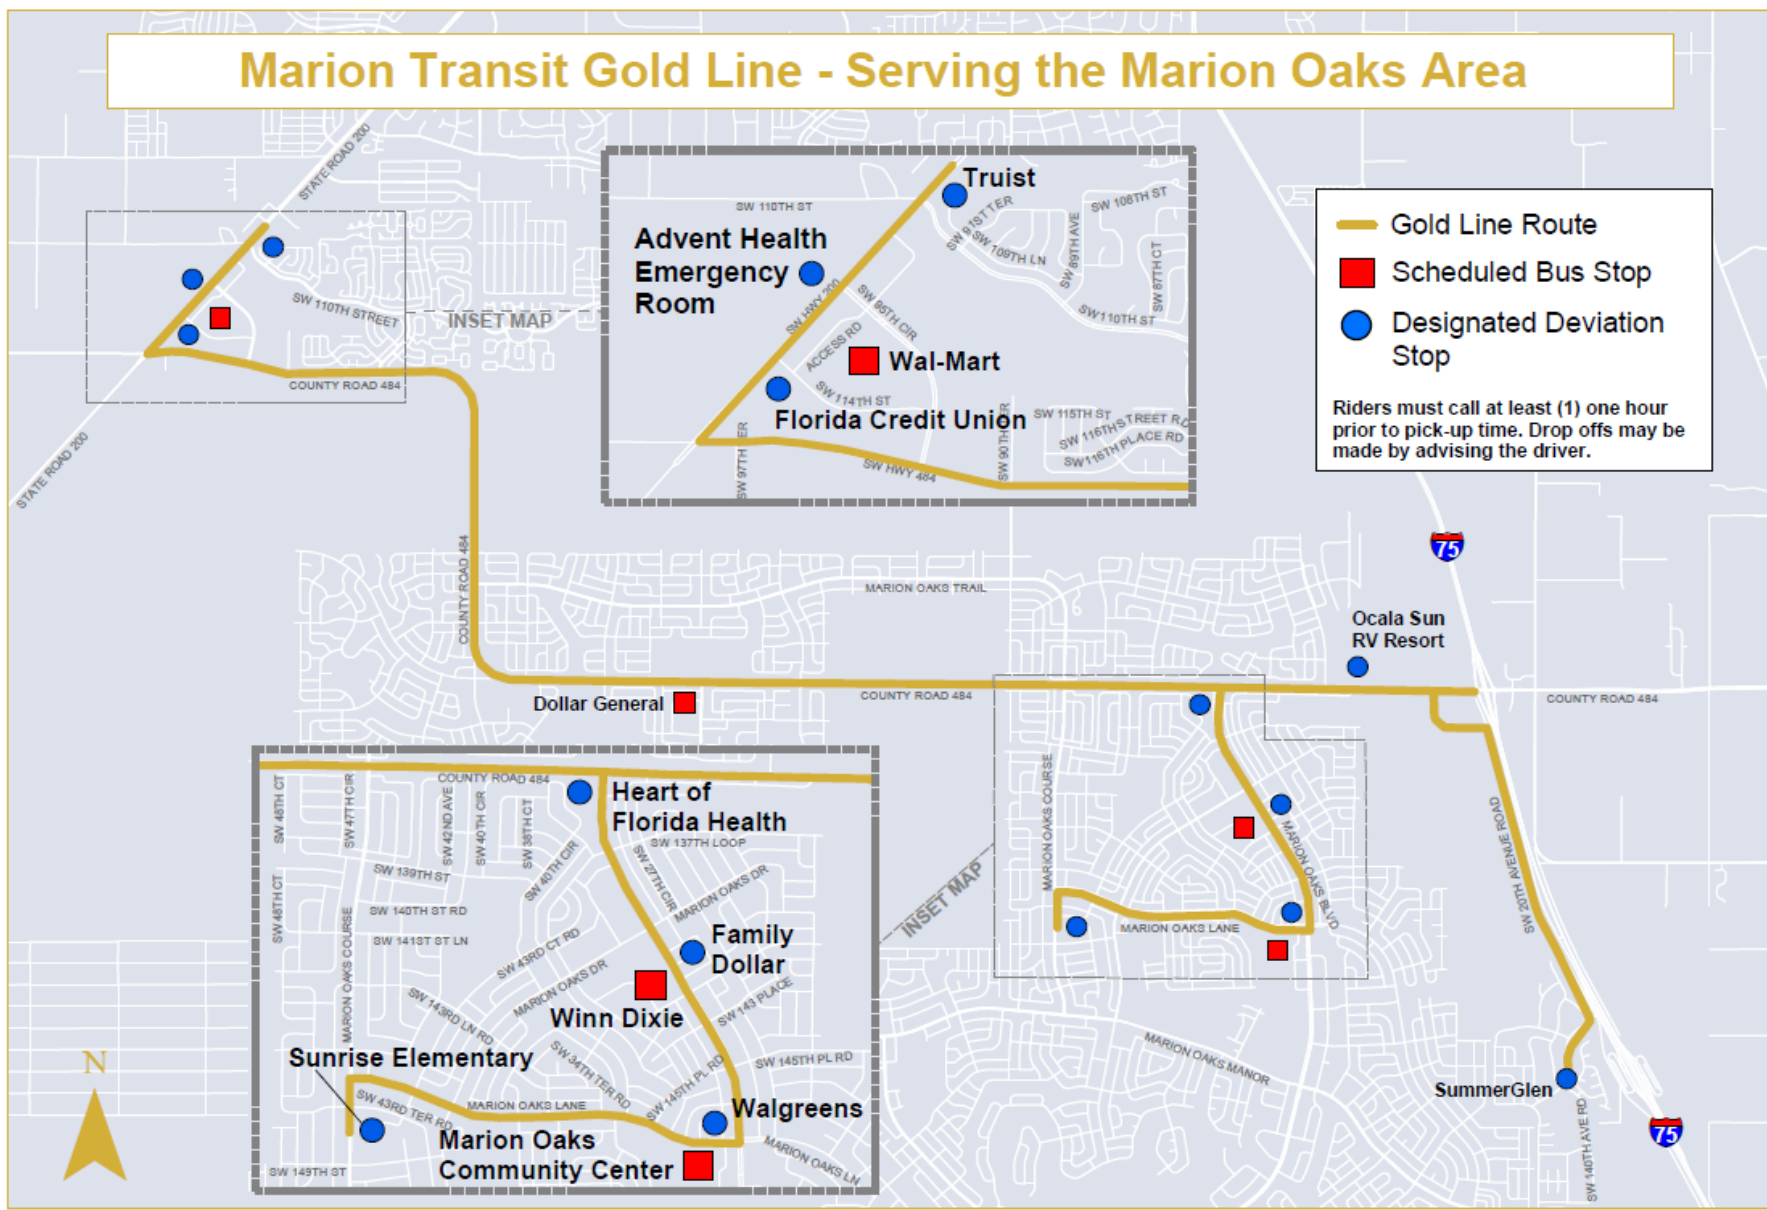 Marion Transit Gold Line - Serving the Marion Oaks Area
STATE ROAD 200
SW 110TH STREET
INSET MAP
COUNTY ROAD 484
STATE ROAD 200
COUNTY ROAD 484
Truist
SW 110TH ST
SW 91ST TER
SW 108TH ST
Advent Health
Emergency
Room
SW 109TH LN
SW 89TH AVE
SW 87TH CT
SW HWY 200
SW 95TH CIR
SW 110TH ST
ACCESS RD
Wal-Mart
SW 114TH ST
Florida Credit Union
SW 97TH TER
SW 90TH TER
SW 115TH ST
SW 116TH STREET RD
SW 116TH PLACE RD
SW HWY 484
Gold Line Route
Scheduled Bus Stop
Designated Deviation
Stop
Riders must call at least (1) one hour
prior to pick-up time. Drop offs may be
made by advising the driver.
75
MARION OAKS TRAIL
Ocala Sun
RV Resort
Dollar General
COUNTY ROAD 484
COUNTY ROAD 484
MARION OAKS COURSE
MARION OAKS BLVD
MARION OAKS LANE
INSET MAP
SW 20TH AVENUE ROAD
MARION OAKS MANOR
SummerGlen
SW 140TH AVE RD
75
COUNTY ROAD 484
Heart of
Florida Health
SW 48TH CT
SW 47TH CIR
SW 42ND AVE
SW 40TH CIR
SW 38TH CT
SW 137TH LOOP
SW 40TH CIR
SW 27TH CIR
SW 139TH ST
MARION OAKS DR
SW 48TH CT
SW 140TH ST RD
SW 141ST ST LN
SW 43RD CT RD
MARION OAKS COURSE
Family
Dollar
MARION OAKS DR
Winn Dixie
SW 143 PLACE
SW 143RD LN RD
SW 34TH TER RD
SW 145TH PL RD
SW 145TH PL RD
Sunrise Elementary
SW 43RD TER RD
MARION OAKS LANE
Walgreens
Marion Oaks
Community Center
MARION OAKS LN
SW 149TH ST
N